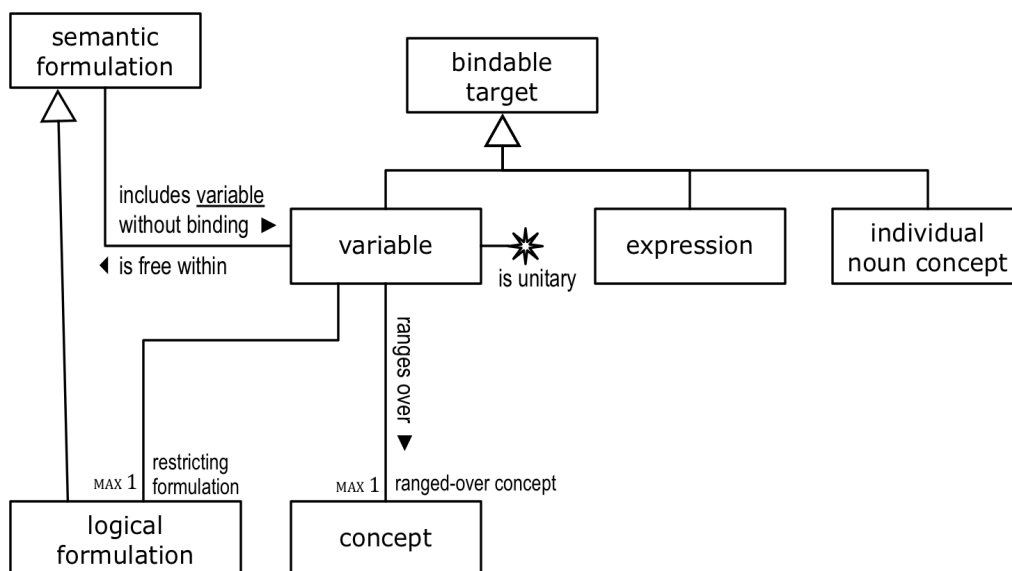 semantic
formulation
bindable
target
includes variable
without binding ►
◄ is free within
variable
is unitary
expression
individual
noun concept
ranges over ▼
restricting
formulation
MAX 1
MAX 1 ranged-over concept
logical
formulation
concept